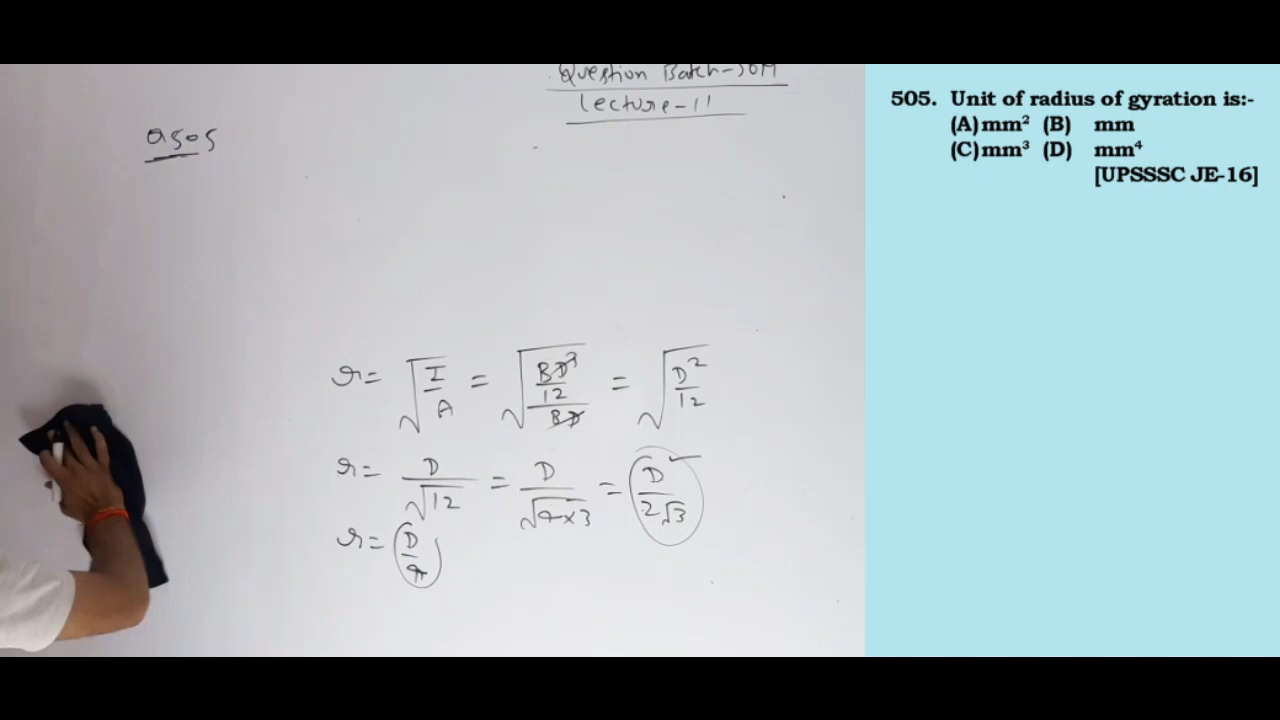 Question Batch-SOM
Lecture-11
Q505
r = √(I/A) = √((BD³/12)/BD) = √(D²/12)
r = D/√12 = D/√(4×3) = D/2√3
r = D/4
505. Unit of radius of gyration is:-
(A) mm² (B) mm
(C) mm³ (D) mm⁴
[UPSSSC JE-16]